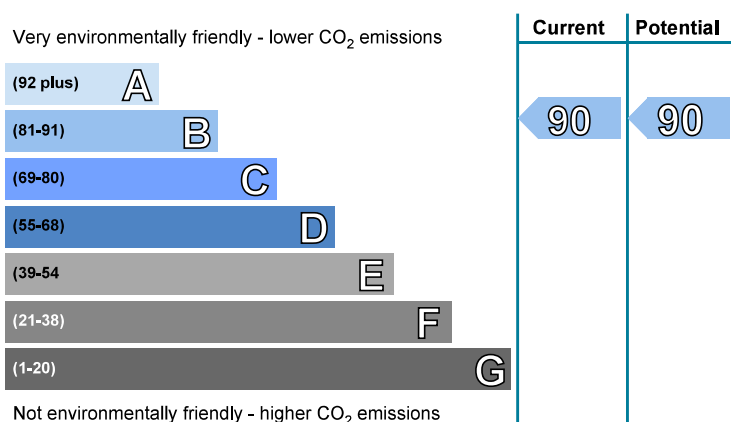 Very environmentally friendly - lower CO₂ emissions
Current Potential
(92 plus) A
(81-91) B
90 90
(69-80) C
(55-68) D
(39-54 E
(21-38) F
(1-20) G
Not environmentally friendly - higher CO₂ emissions